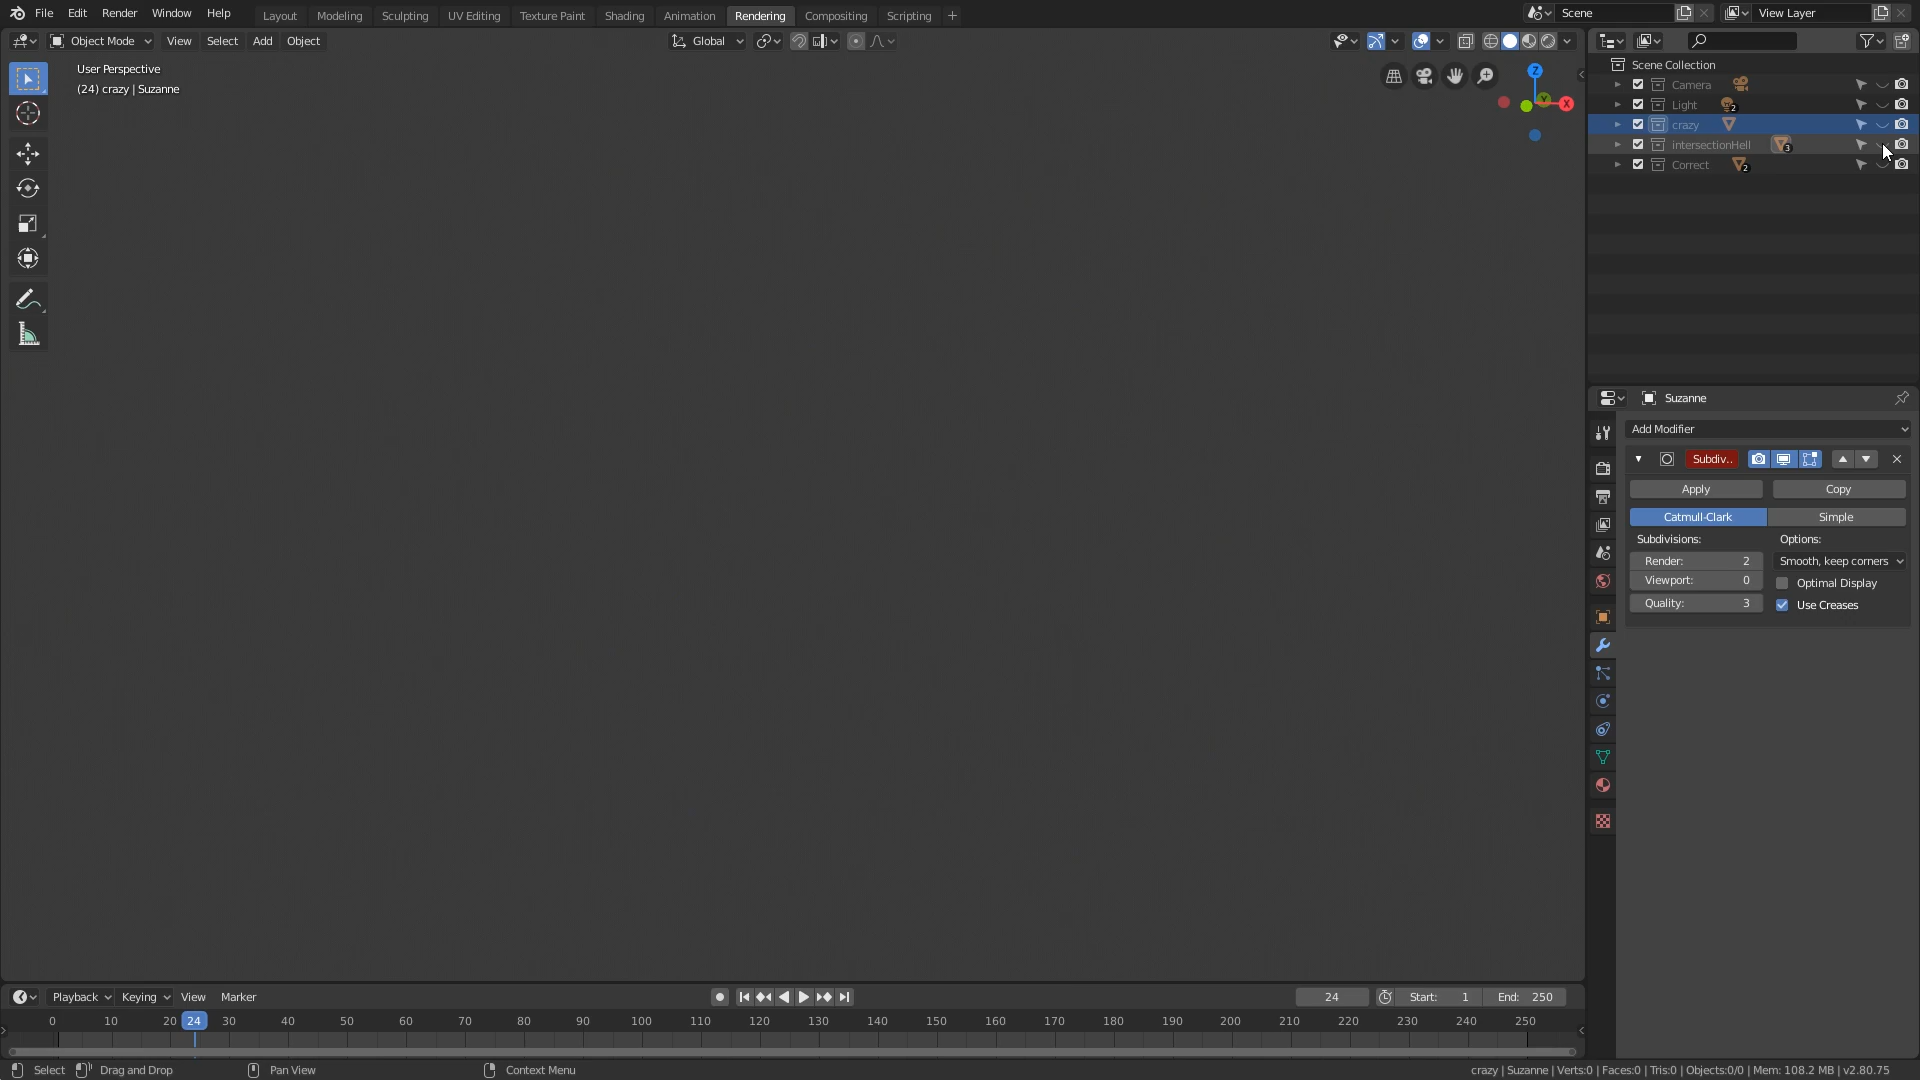 File Edit Render Window Help Layout Modeling Sculpting UV Editing Texture Paint Shading Animation Rendering Compositing Scripting + Scene View Layer
Object Mode View Select Add Object Global
User Perspective
(24) crazy | Suzanne
Z
Y
X
Scene Collection
Camera
Light 2
crazy
intersectionHell 3
Correct 2
Suzanne
Add Modifier
Subdiv..
Apply Copy
Catmull-Clark Simple
Subdivisions: Options:
Render: 2 Smooth, keep corners
Viewport: 0 Optimal Display
Quality: 3 Use Creases
Playback Keying View Marker 24 Start: 1 End: 250
0 10 20 24 30 40 50 60 70 80 90 100 110 120 130 140 150 160 170 180 190 200 210 220 230 240 250
Select Drag and Drop Pan View Context Menu crazy | Suzanne | Verts:0 | Faces:0 | Tris:0 | Objects:0/0 | Mem: 108.2 MB | v2.80.75